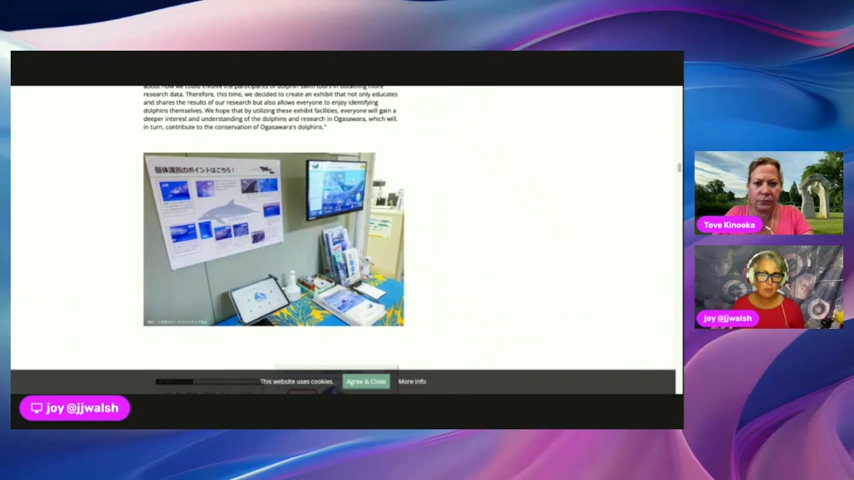 about how we could involve the participants of dolphin swim tours in obtaining more
research data. Therefore, this time, we decided to create an exhibit that not only educates
and shares the results of our research but also allows everyone to enjoy identifying
dolphins themselves. We hope that by utilizing these exhibit facilities, everyone will gain a
deeper interest and understanding of the dolphins and research in Ogasawara, which will,
in turn, contribute to the conservation of Ogasawara's dolphins."
個体識別のポイントはこちら!
This website uses cookies.
Agree & Close
More Info
joy @jjwalsh
Tove Kinooka
joy @jjwalsh